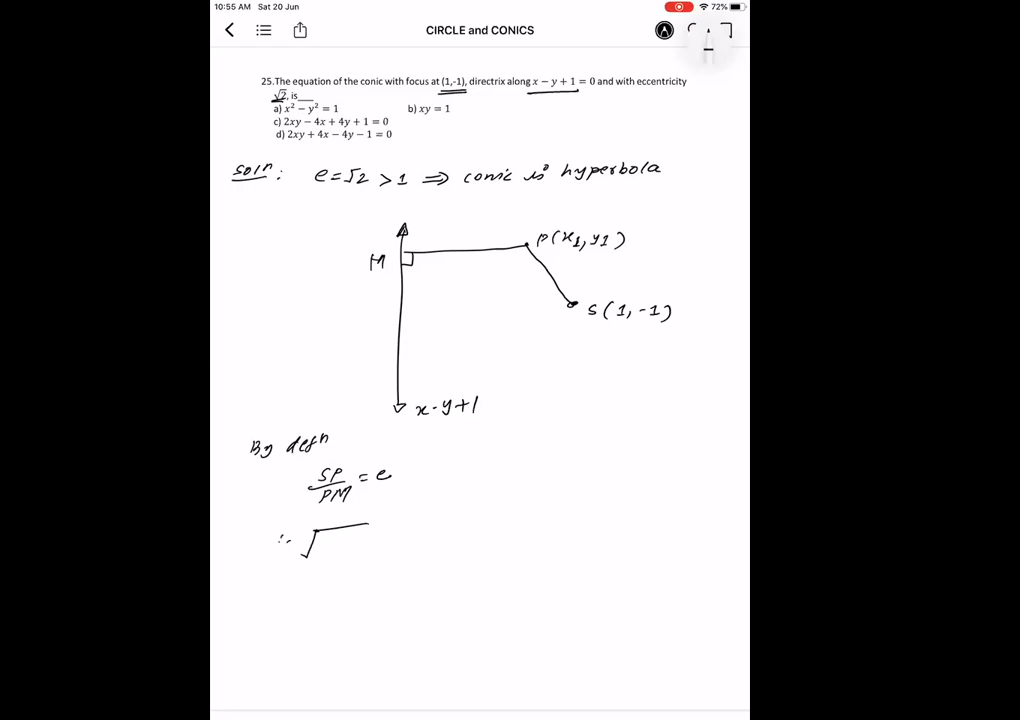 10:55 AM Sat 20 Jun 72%
CIRCLE and CONICS
25.The equation of the conic with focus at (1,-1), directrix along x − y + 1 = 0 and with eccentricity
√2, is___
a) x² − y² = 1 b) xy = 1
c) 2xy − 4x + 4y + 1 = 0
d) 2xy + 4x − 4y − 1 = 0
Soln : e = √2 > 1 ⇒ conic is hyperbola
P(x1, y1)
M
S(1, -1)
x - y + 1
By defn
SP/PM = e
∴ √